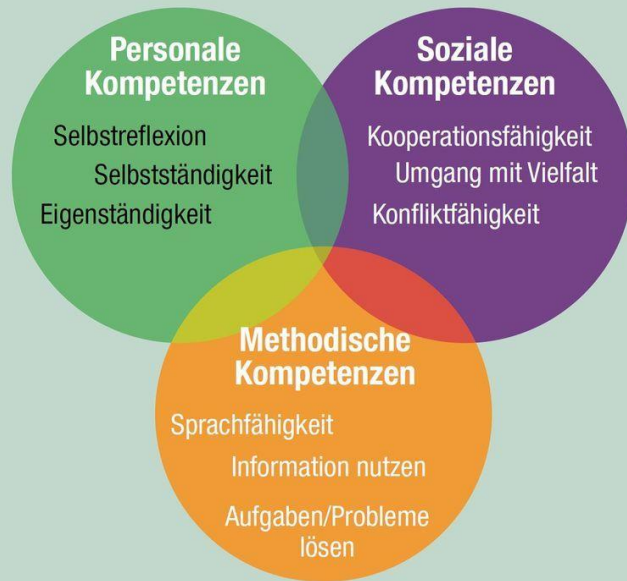 Personale
Kompetenzen
Selbstreflexion
Selbstständigkeit
Eigenständigkeit
Soziale
Kompetenzen
Kooperationsfähigkeit
Umgang mit Vielfalt
Konfliktfähigkeit
Methodische
Kompetenzen
Sprachfähigkeit
Information nutzen
Aufgaben/Probleme
lösen